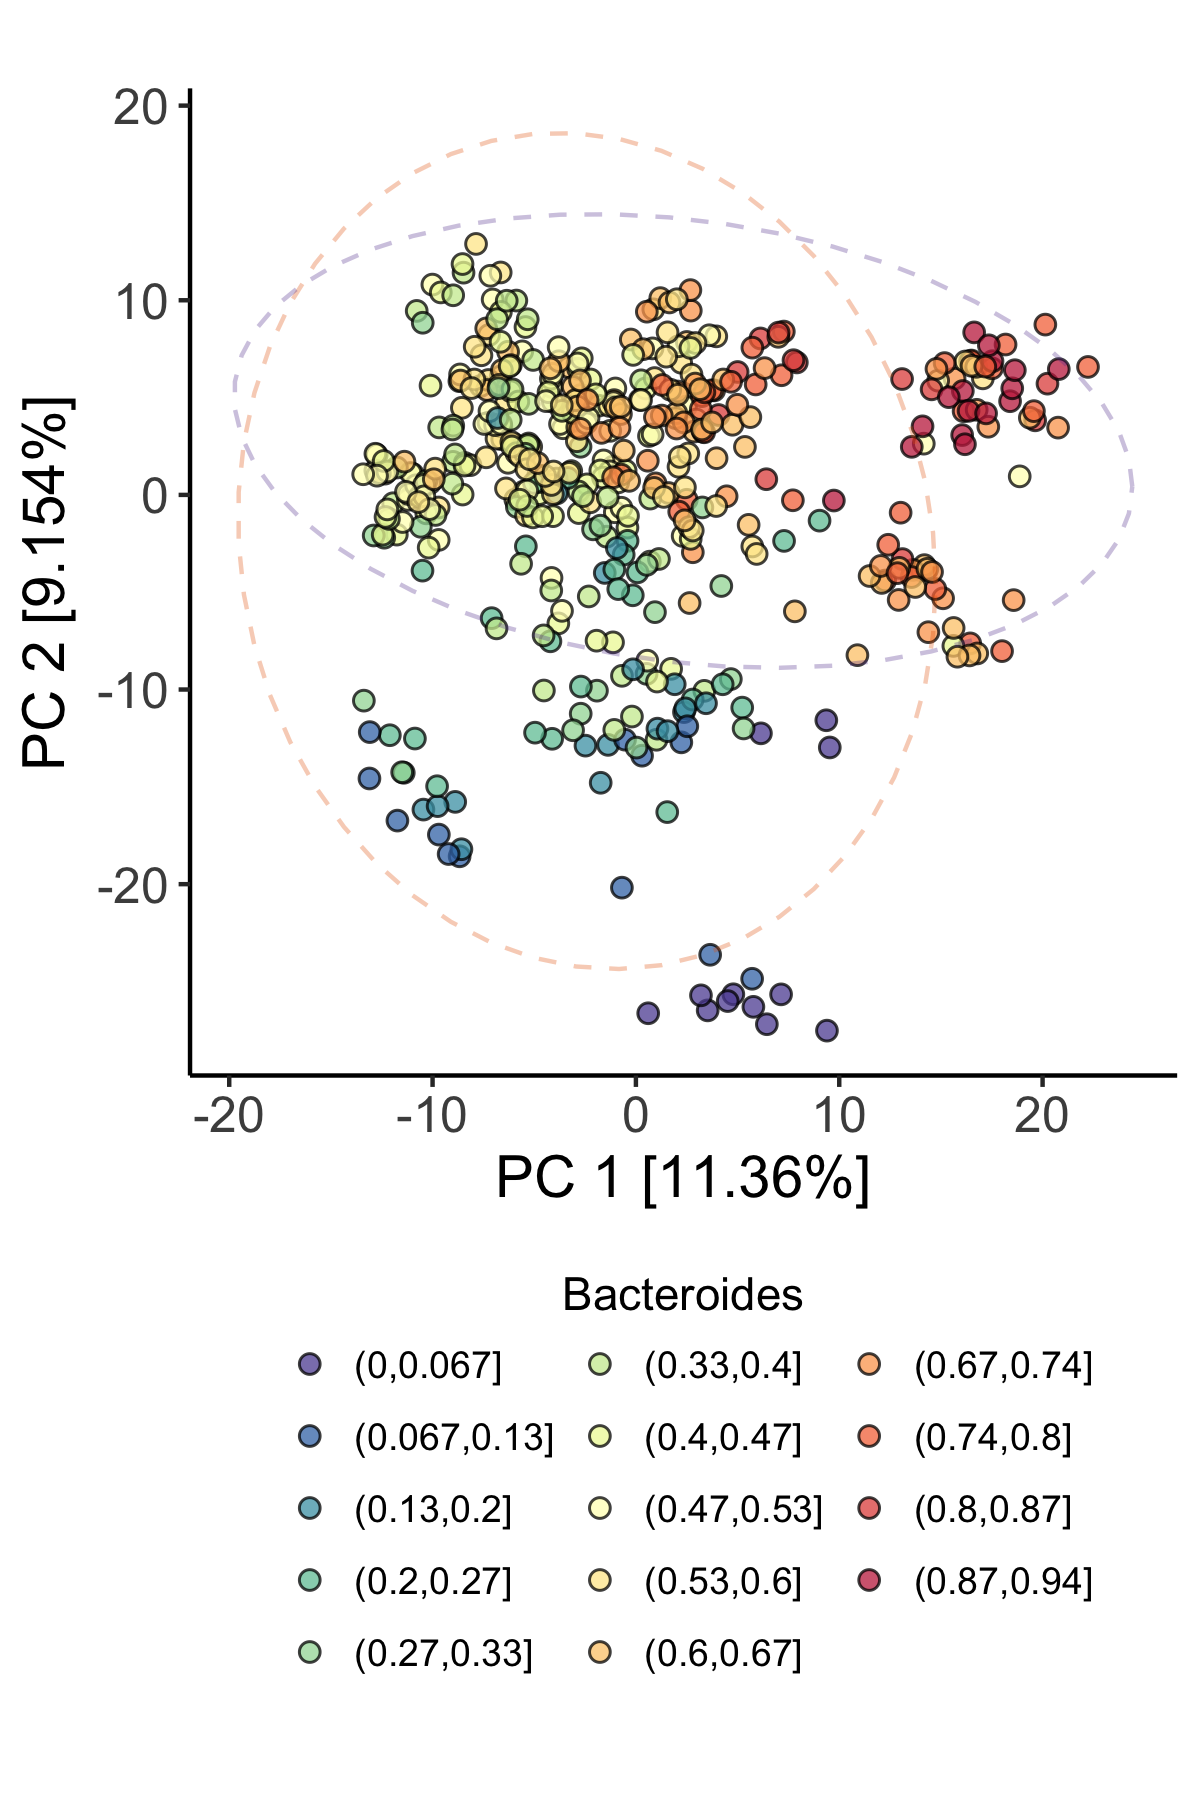 20
10
0
-10
-20
PC 2 [9.154%]
-20 -10 0 10 20
PC 1 [11.36%]
Bacteroides
(0,0.067] (0.33,0.4] (0.67,0.74]
(0.067,0.13] (0.4,0.47] (0.74,0.8]
(0.13,0.2] (0.47,0.53] (0.8,0.87]
(0.2,0.27] (0.53,0.6] (0.87,0.94]
(0.27,0.33] (0.6,0.67]